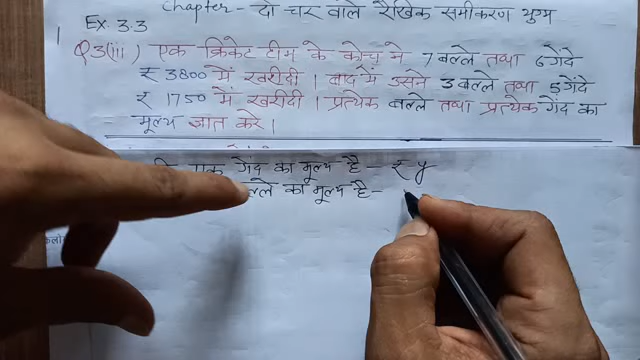 Chapter - दो चर वाले रैखिक समीकरण युग्म
Ex. 3.3
Q3(iii) एक क्रिकेट टीम के कोच ने 7 बल्ले तथा 6 गेंदे
₹ 3800 में खरीदी । बाद में उसने 3 बल्ले तथा 5 गेंदे
₹ 1750 में खरीदी । प्रत्येक बल्ले तथा प्रत्येक गेंद का
मूल्य ज्ञात करे ।
एक गेंद का मूल्य है - ₹ y
का मूल्य है -